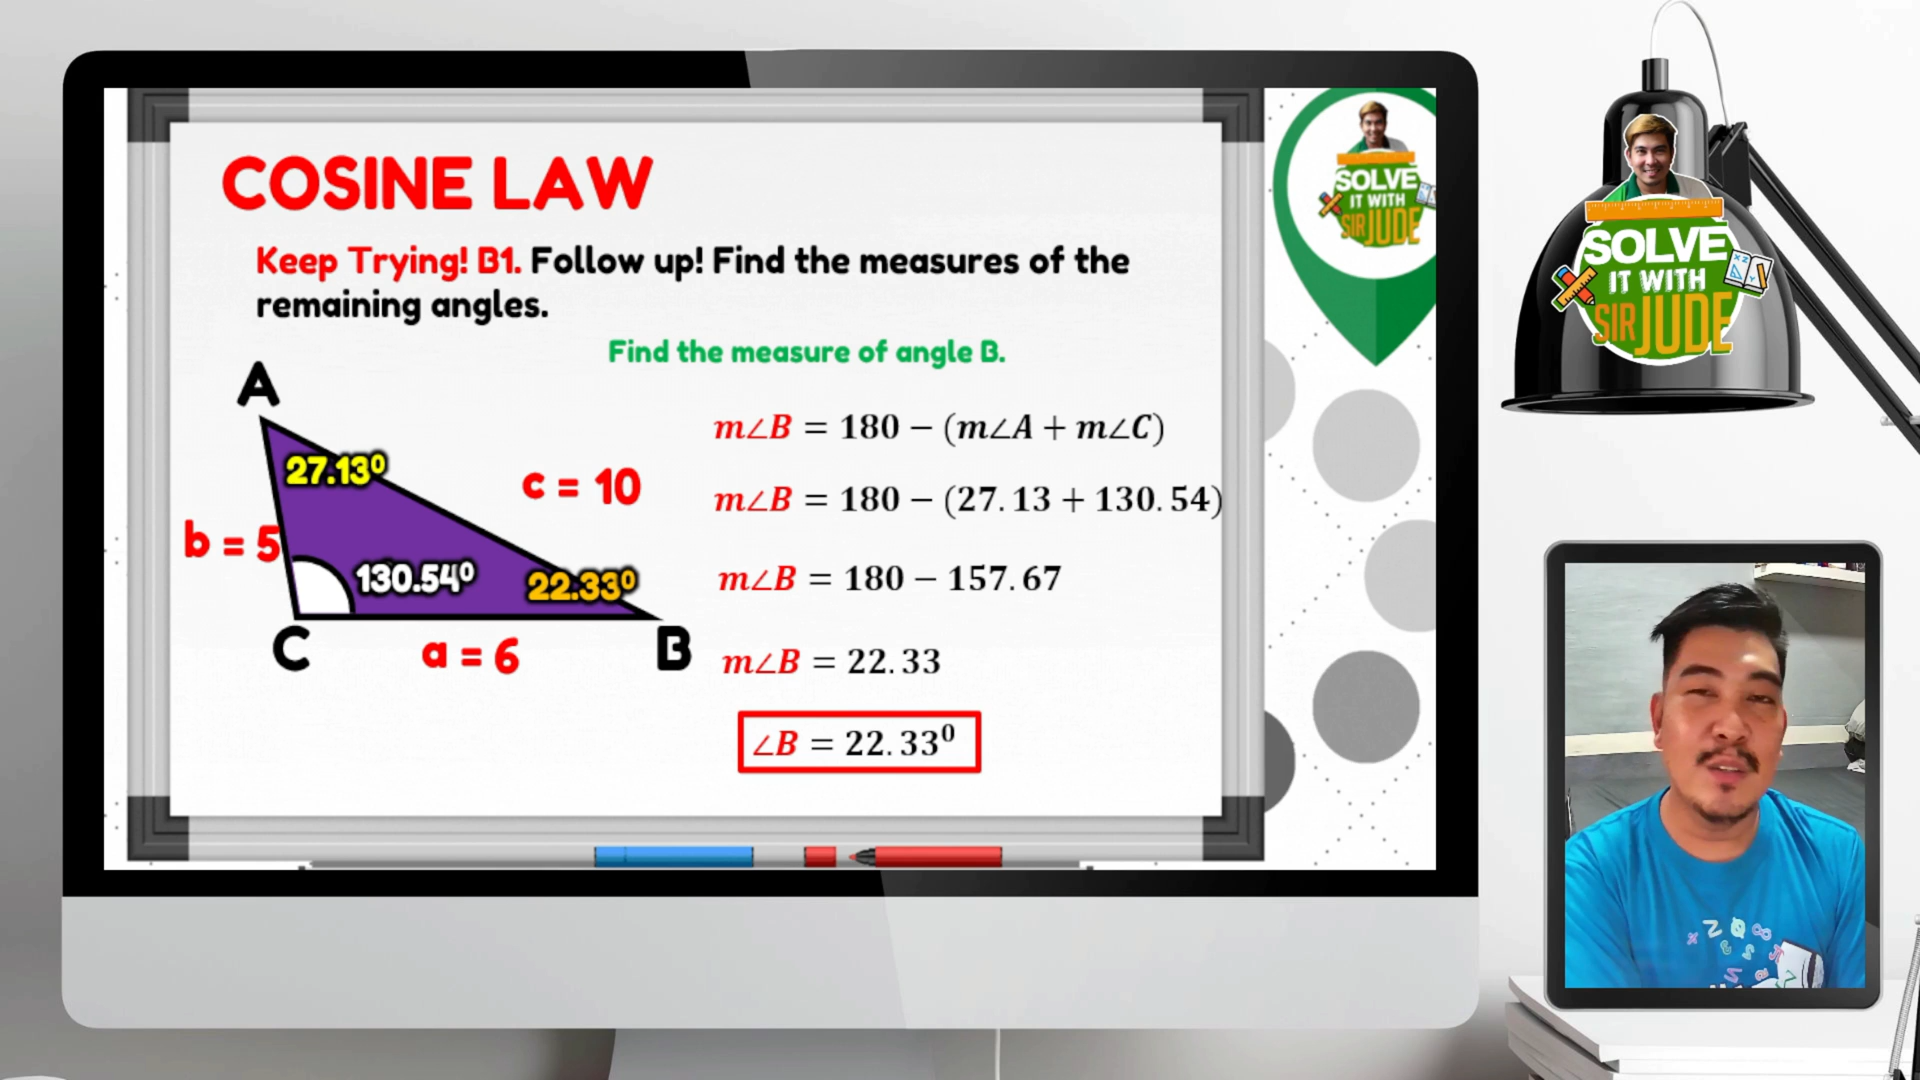 COSINE LAW
Keep Trying! B1. Follow up! Find the measures of the
remaining angles.
Find the measure of angle B.
A
27.13⁰
c = 10
b = 5
130.54⁰
22.33⁰
C
a = 6
B
m∠B = 180 − (m∠A + m∠C)
m∠B = 180 − (27.13 + 130.54)
m∠B = 180 − 157.67
m∠B = 22.33
∠B = 22.33⁰
SOLVE
IT WITH
SIR JUDE
SOLVE
IT WITH
SIR JUDE